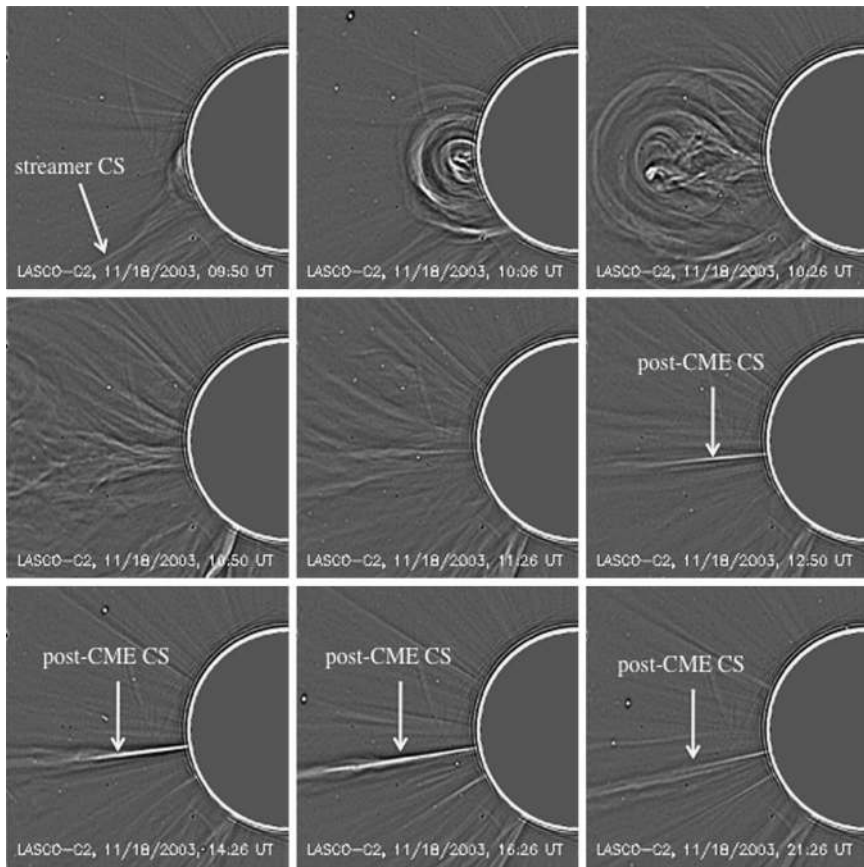 streamer CS
LASCO-C2, 11/18/2003, 09:50 UT
LASCO-C2, 11/18/2003, 10:06 UT
LASCO-C2, 11/18/2003, 10:26 UT
LASCO-C2, 11/18/2003, 10:50 UT
LASCO-C2, 11/18/2003, 11:26 UT
post-CME CS
LASCO-C2, 11/18/2003, 12:50 UT
post-CME CS
LASCO-C2, 11/18/2003, 14:26 UT
post-CME CS
LASCO-C2, 11/18/2003, 16:26 UT
post-CME CS
LASCO-C2, 11/18/2003, 21:26 UT